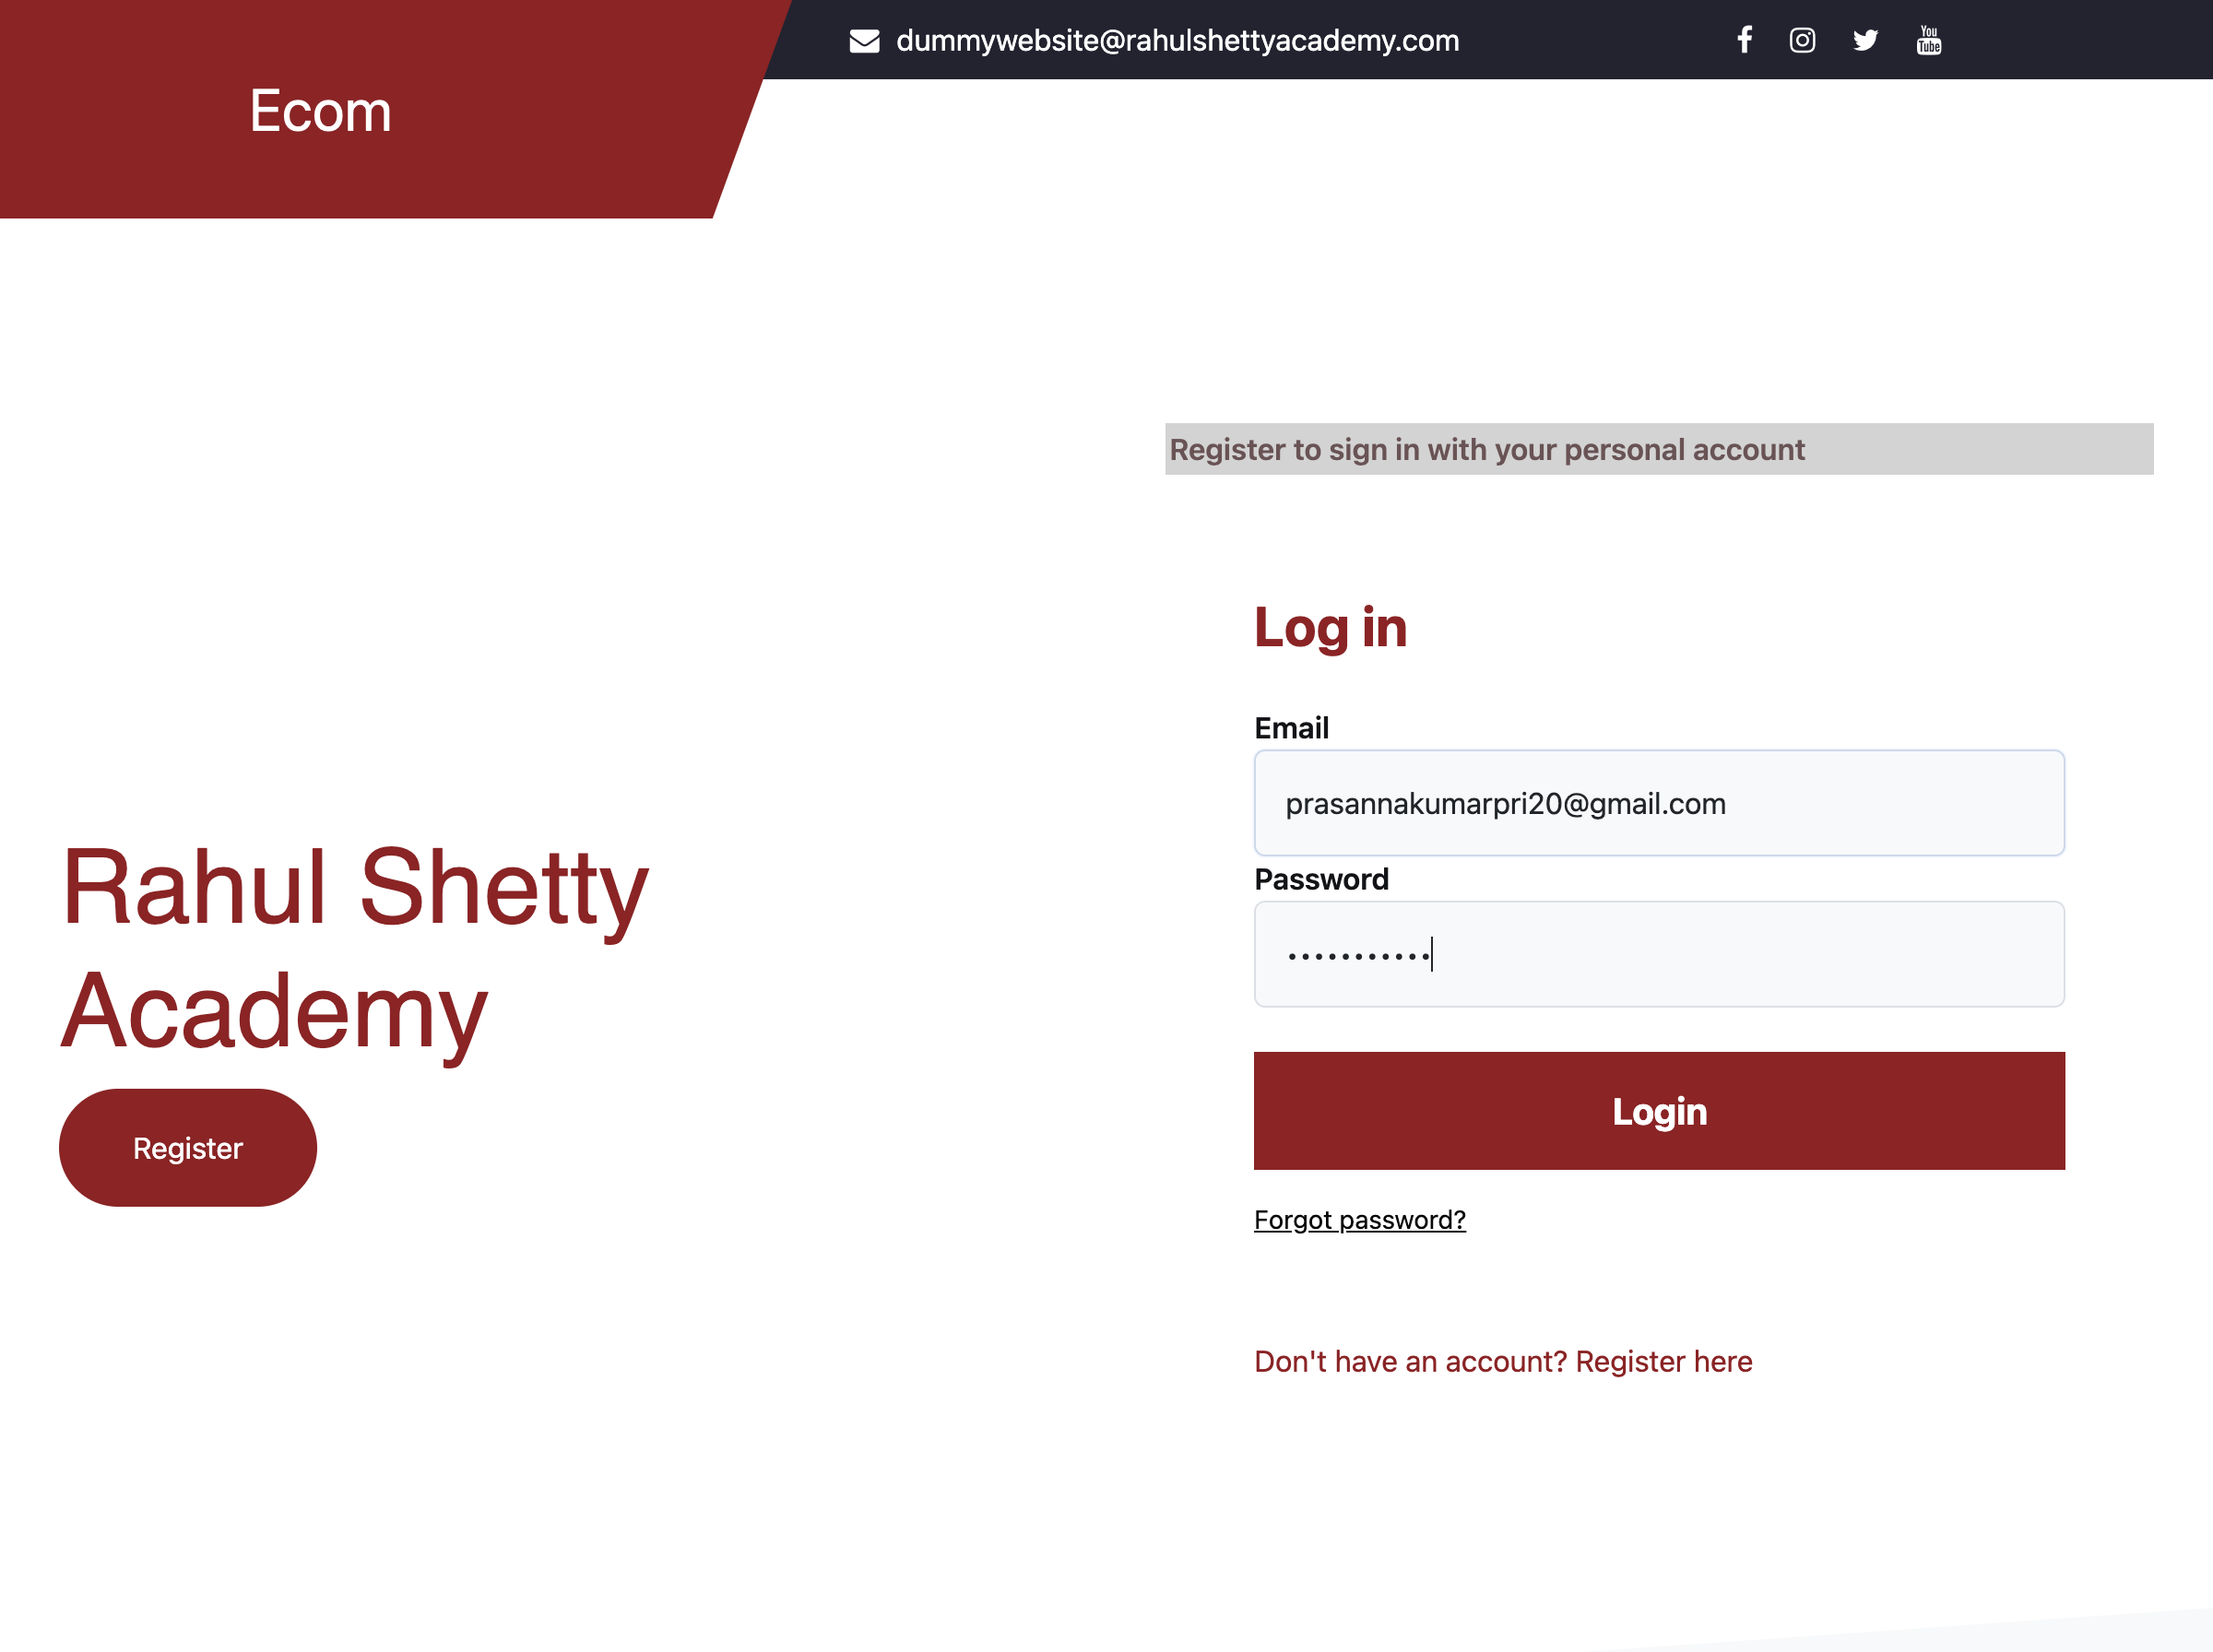 dummywebsite@rahulshettyacademy.com
You
Tube
Ecom
Register to sign in with your personal account
Log in
Email
prasannakumarpri20@gmail.com
Password
Rahul Shetty
Academy
Register
Login
Forgot password?
Don't have an account? Register here